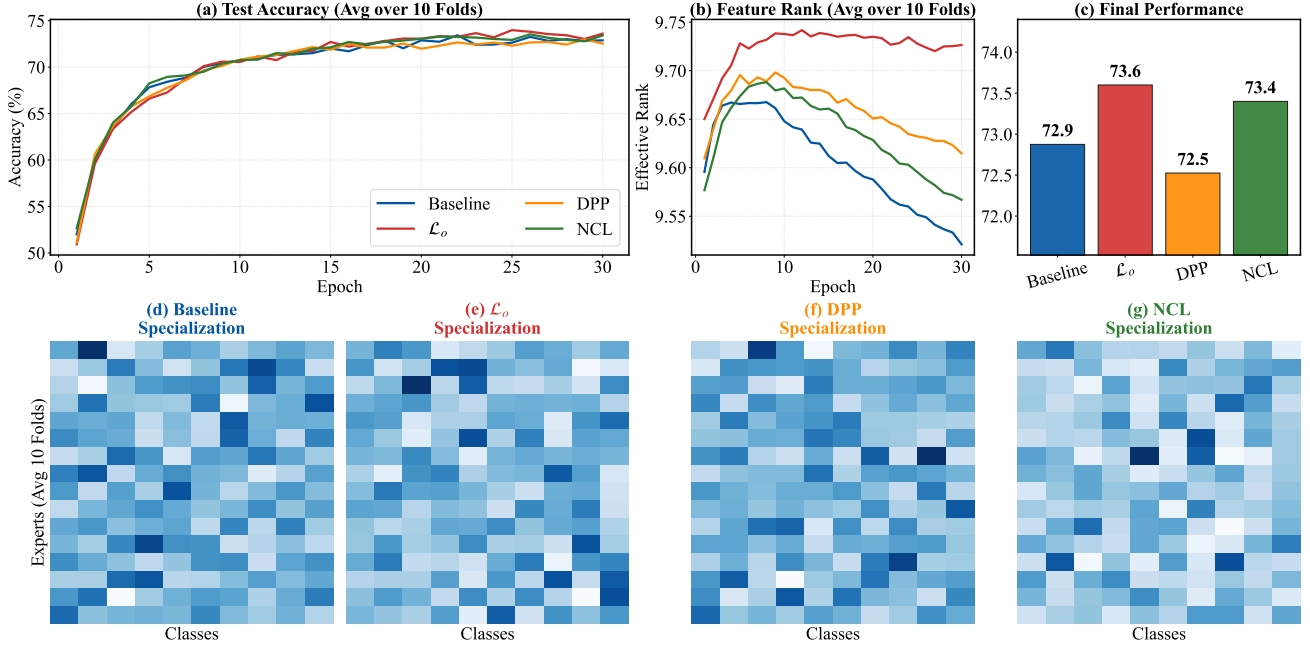 (a) Test Accuracy (Avg over 10 Folds)
75
70
65
60
55
50
Accuracy (%)
0
5
10
15
20
25
30
Epoch
Baseline
ℒₒ
DPP
NCL
(b) Feature Rank (Avg over 10 Folds)
9.75
9.70
9.65
9.60
9.55
Effective Rank
0
10
20
30
Epoch
(c) Final Performance
74.0
73.5
73.0
72.5
72.0
72.9
73.6
72.5
73.4
Baseline
ℒₒ
DPP
NCL
(d) Baseline
Specialization
(e) ℒₒ
Specialization
(f) DPP
Specialization
(g) NCL
Specialization
Experts (Avg 10 Folds)
Classes
Classes
Classes
Classes